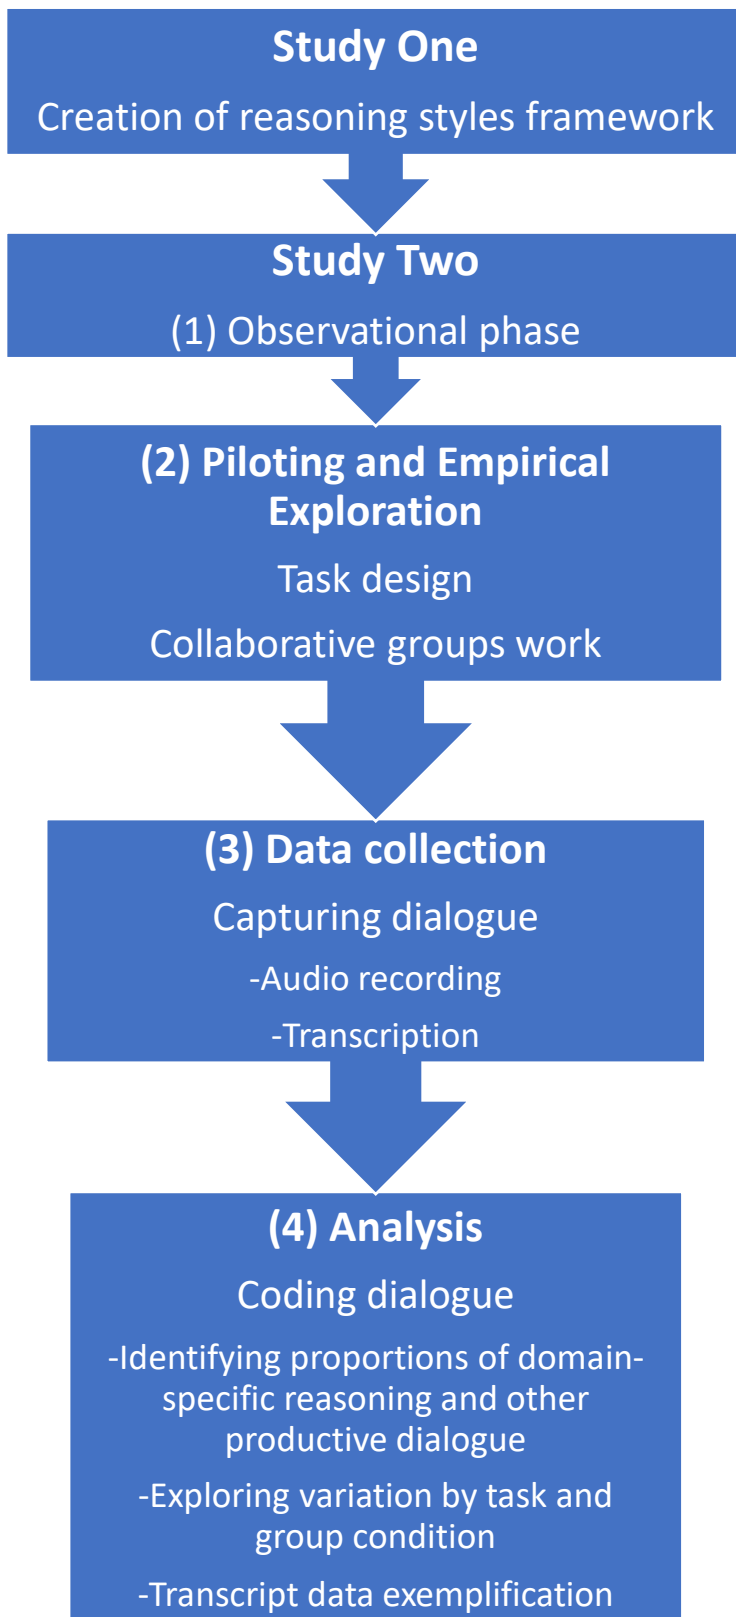 Study One
Creation of reasoning styles framework
Study Two
(1) Observational phase
(2) Piloting and Empirical
Exploration
Task design
Collaborative groups work
(3) Data collection
Capturing dialogue
-Audio recording
-Transcription
(4) Analysis
Coding dialogue
-Identifying proportions of domain-
specific reasoning and other
productive dialogue
-Exploring variation by task and
group condition
-Transcript data exemplification